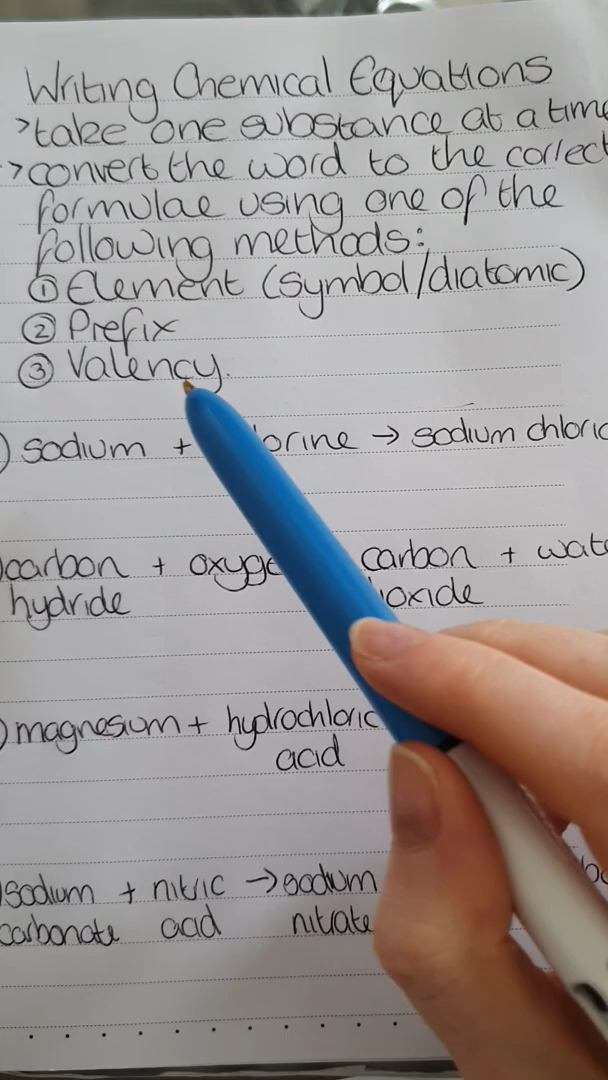 Writing Chemical Equations
>take one substance at a time
>convert the word to the correct
formulae using one of the
following methods:
① Element (symbol/diatomic)
② Prefix
③ Valency.
) sodium + orine → sodium chloric
)carbon + oxyge carbon + wate
hydride oxide
)magnesium + hydrochloric
acid
)sodium + nitric → sodium
carbonate acid nitrate